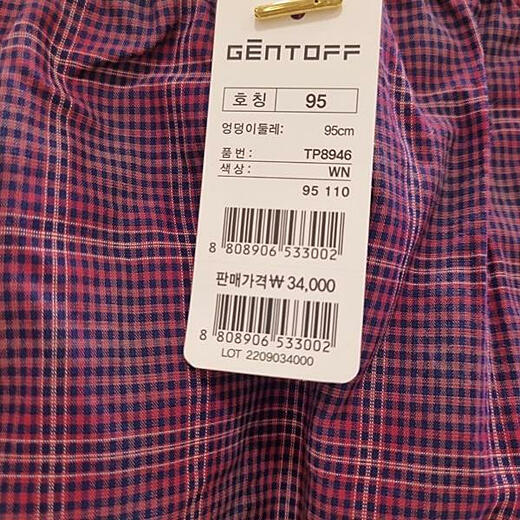 GĒNTOFF
호칭 95
엉덩이둘레: 95cm
품번: TP8946
색상: WN
95 110
8 808906 533002
판매가격₩ 34,000
8 808906 533002
LOT 2209034000